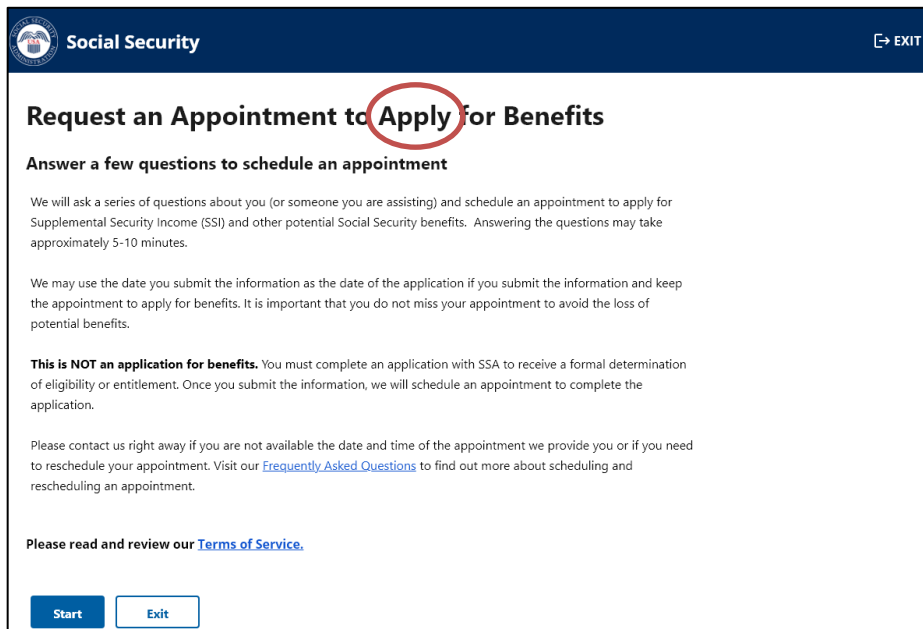 Social Security
EXIT
Request an Appointment to Apply for Benefits
Answer a few questions to schedule an appointment
We will ask a series of questions about you (or someone you are assisting) and schedule an appointment to apply for
Supplemental Security Income (SSI) and other potential Social Security benefits.  Answering the questions may take
approximately 5-10 minutes.
We may use the date you submit the information as the date of the application if you submit the information and keep
the appointment to apply for benefits. It is important that you do not miss your appointment to avoid the loss of
potential benefits.
This is NOT an application for benefits. You must complete an application with SSA to receive a formal determination
of eligibility or entitlement. Once you submit the information, we will schedule an appointment to complete the
application.
Please contact us right away if you are not available the date and time of the appointment we provide you or if you need
to reschedule your appointment. Visit our Frequently Asked Questions to find out more about scheduling and
rescheduling an appointment.
Please read and review our Terms of Service.
Start
Exit